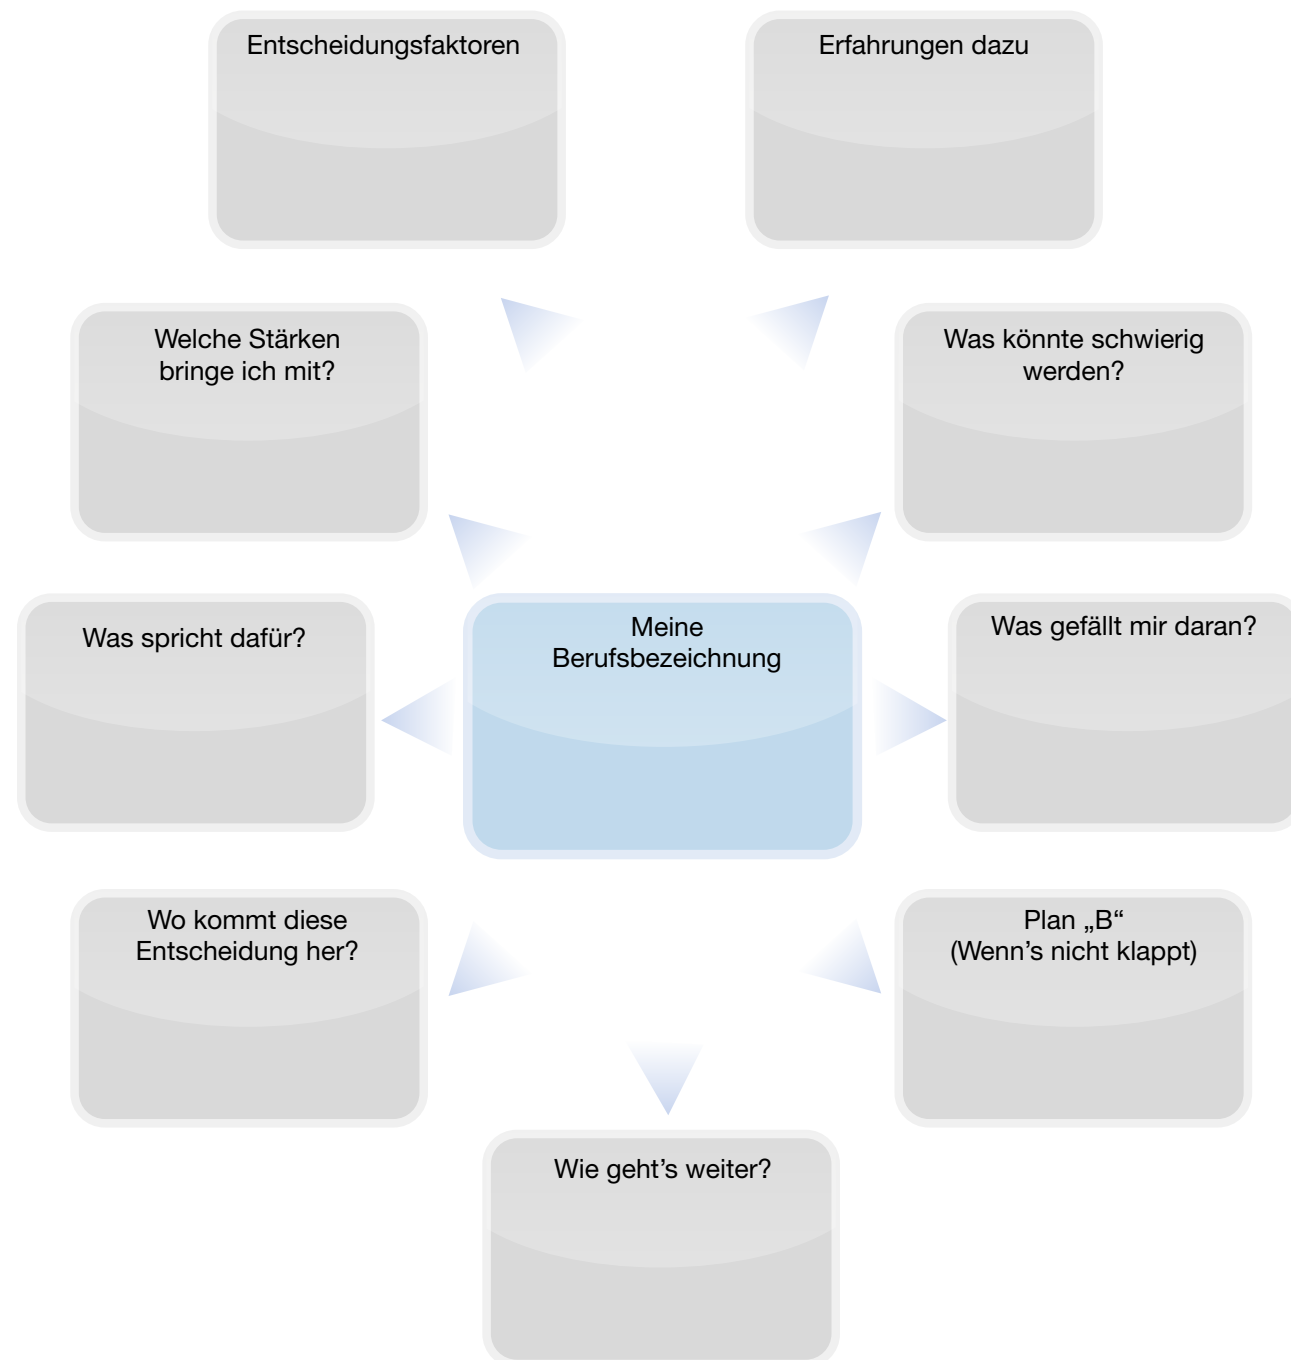 Entscheidungsfaktoren
Erfahrungen dazu
Welche Stärken
bringe ich mit?
Was könnte schwierig
werden?
Was spricht dafür?
Meine
Berufsbezeichnung
Was gefällt mir daran?
Wo kommt diese
Entscheidung her?
Plan „B“
(Wenn’s nicht klappt)
Wie geht’s weiter?